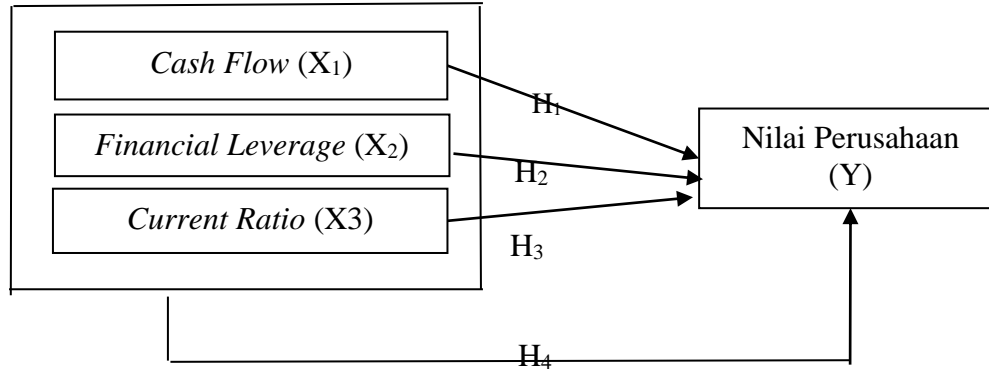 Cash Flow (X₁)
H₁
Financial Leverage (X₂)
Nilai Perusahaan
(Y)
H₂
Current Ratio (X3)
H₃
H₄